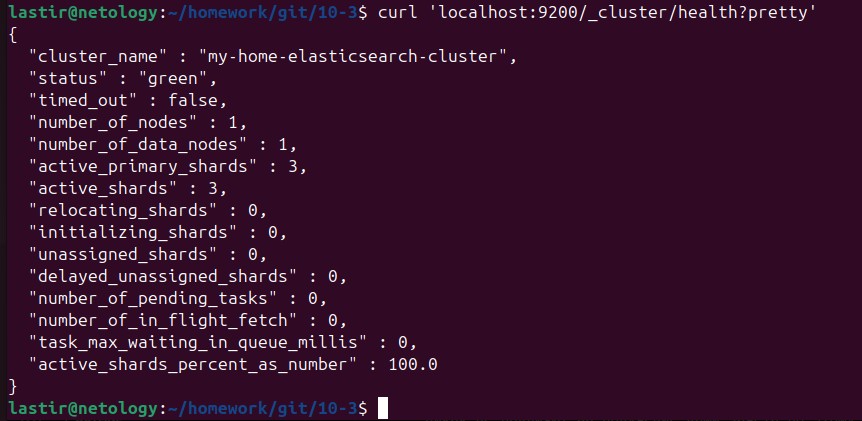 lastir@netology:~/homework/git/10-3$ curl 'localhost:9200/_cluster/health?pretty'
{
  "cluster_name" : "my-home-elasticsearch-cluster",
  "status" : "green",
  "timed_out" : false,
  "number_of_nodes" : 1,
  "number_of_data_nodes" : 1,
  "active_primary_shards" : 3,
  "active_shards" : 3,
  "relocating_shards" : 0,
  "initializing_shards" : 0,
  "unassigned_shards" : 0,
  "delayed_unassigned_shards" : 0,
  "number_of_pending_tasks" : 0,
  "number_of_in_flight_fetch" : 0,
  "task_max_waiting_in_queue_millis" : 0,
  "active_shards_percent_as_number" : 100.0
}
lastir@netology:~/homework/git/10-3$